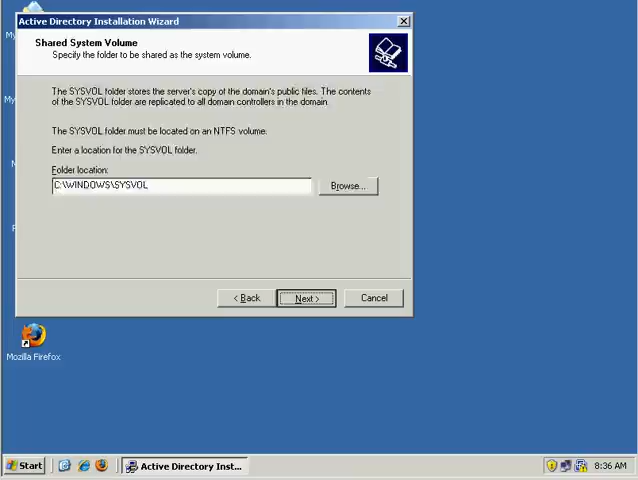 Active Directory Installation Wizard
Shared System Volume
Specify the folder to be shared as the system volume.
The SYSVOL folder stores the server's copy of the domain's public files. The contents
of the SYSVOL folder are replicated to all domain controllers in the domain.
The SYSVOL folder must be located on an NTFS volume.
Enter a location for the SYSVOL folder.
Folder location:
C:\WINDOWS\SYSVOL
Browse...
< Back
Next >
Cancel
Mozilla Firefox
Start
Active Directory Inst...
8:36 AM